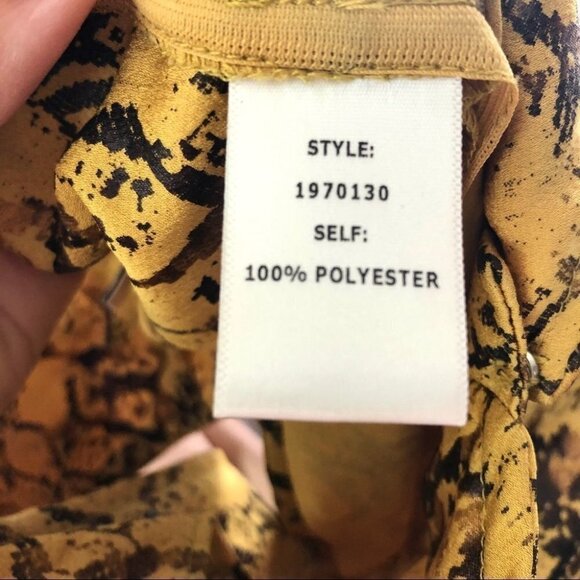 STYLE:
1970130
SELF:
100% POLYESTER